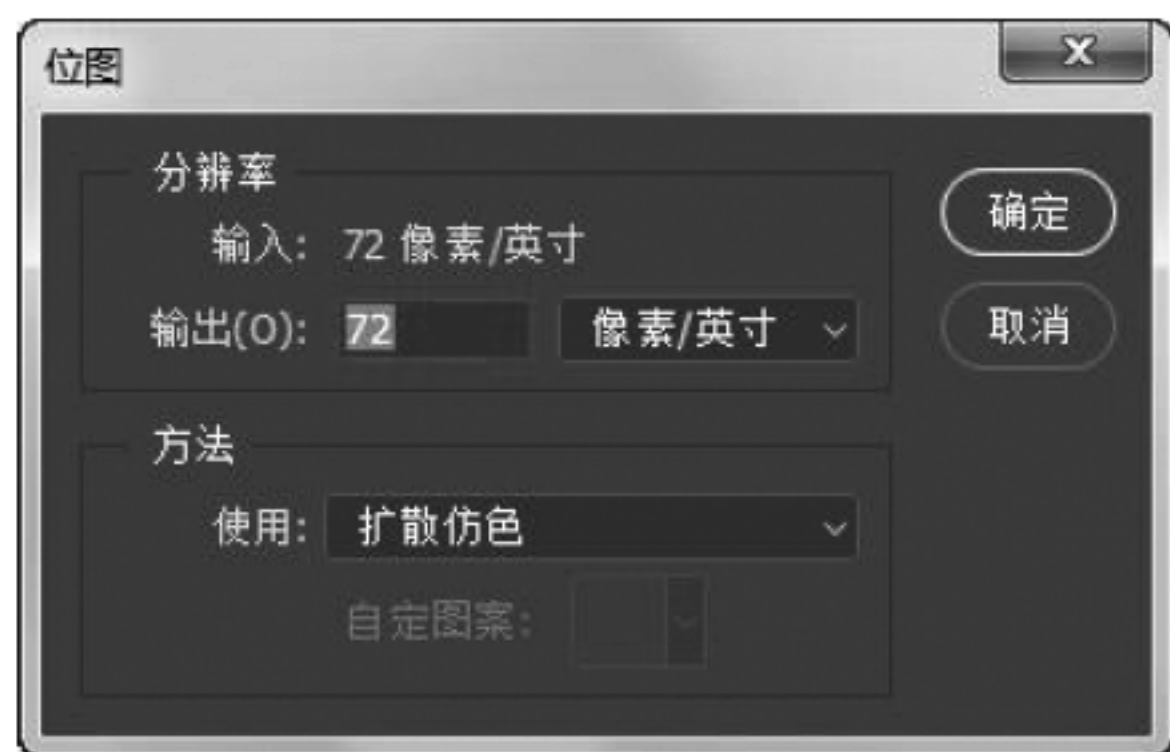 位图
分辨率
输入: 72 像素/英寸
输出(O): 72 像素/英寸
确定
取消
方法
使用: 扩散仿色
自定图案: